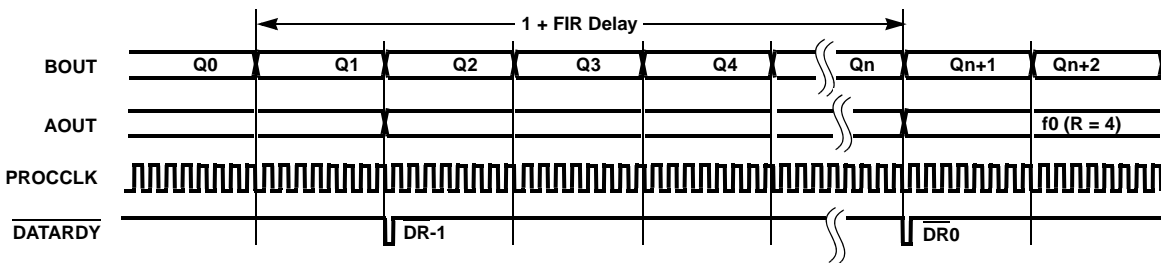 1 + FIR Delay
BOUT Q0 Q1 Q2 Q3 Q4 Qn Qn+1 Qn+2
AOUT f0 (R = 4)
PROCCLK
DATARDY DR-1 DR0